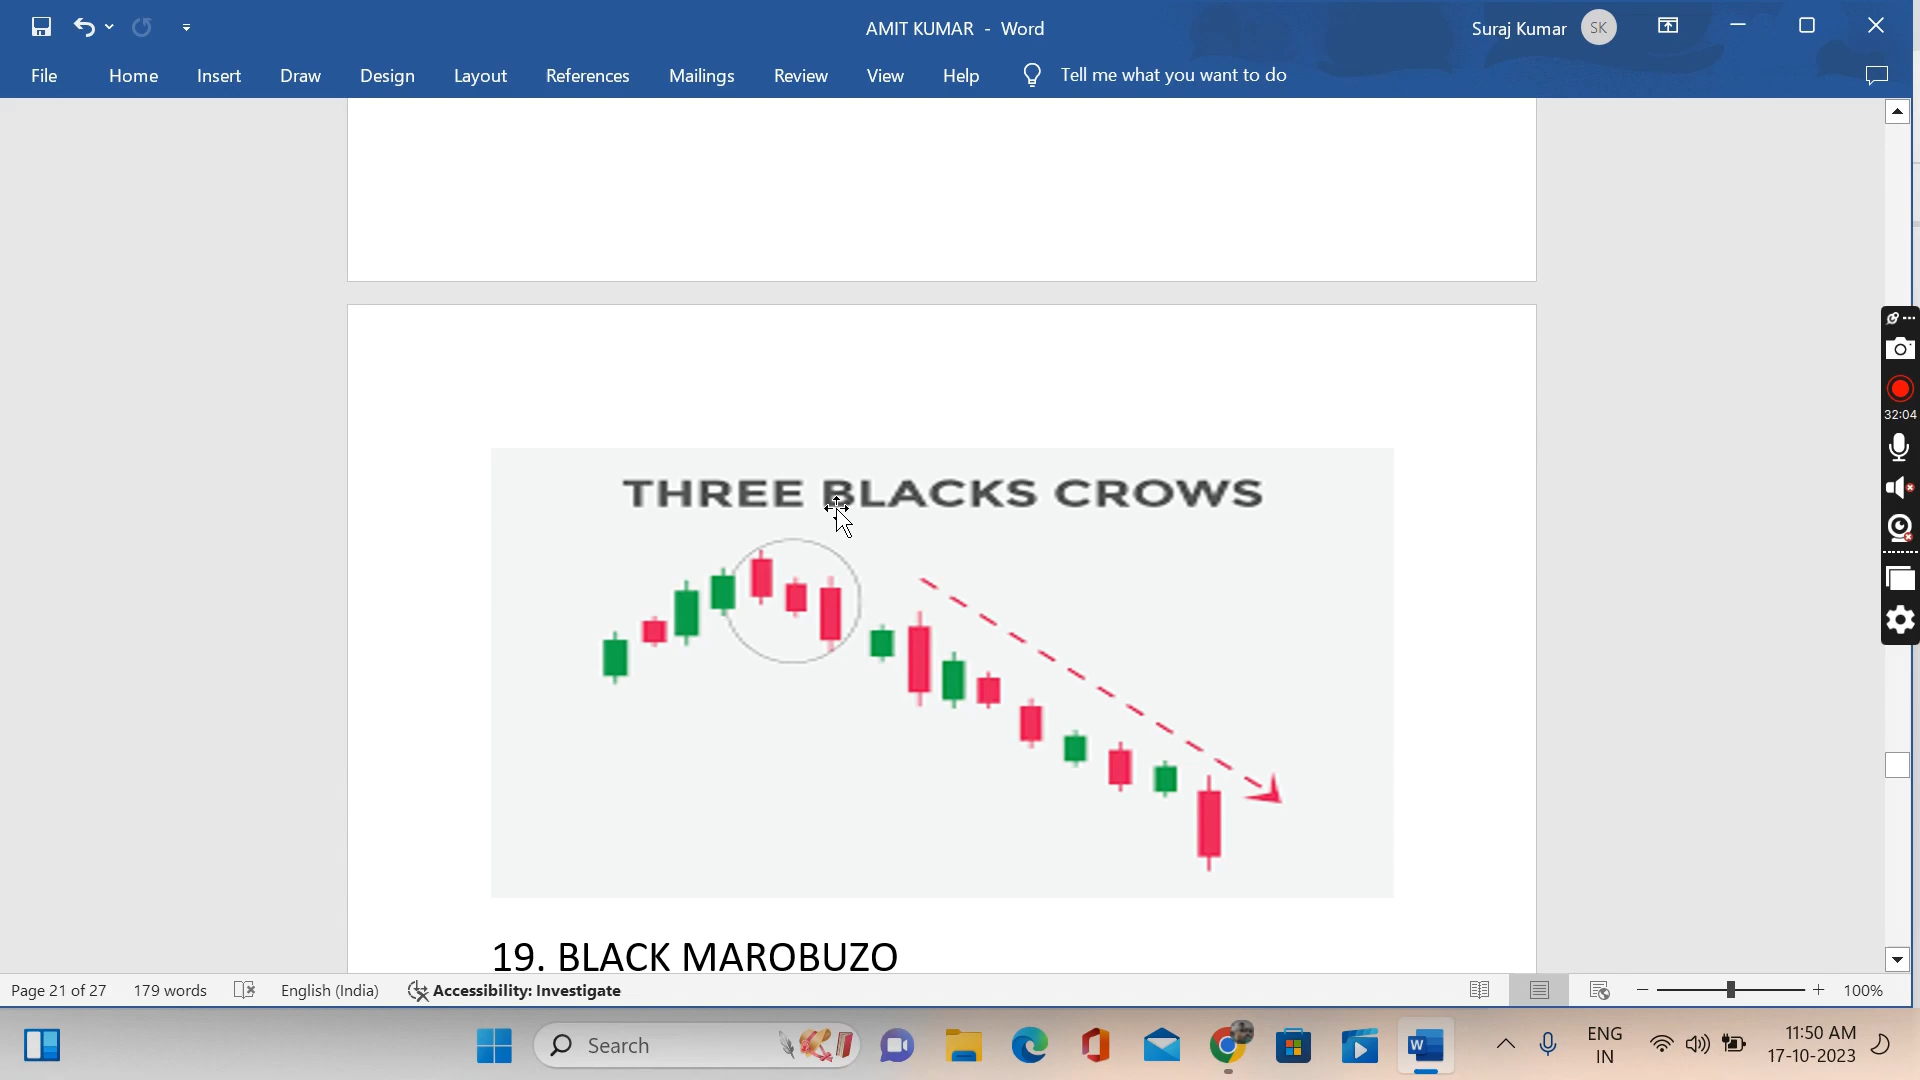 AMIT KUMAR - Word
Suraj Kumar
SK
File
Home
Insert
Draw
Design
Layout
References
Mailings
Review
View
Help
Tell me what you want to do
32:04
THREE BLACKS CROWS
19. BLACK MAROBUZO
Page 21 of 27
179 words
English (India)
Accessibility: Investigate
100%
Search
W
ENG
IN
11:50 AM
17-10-2023